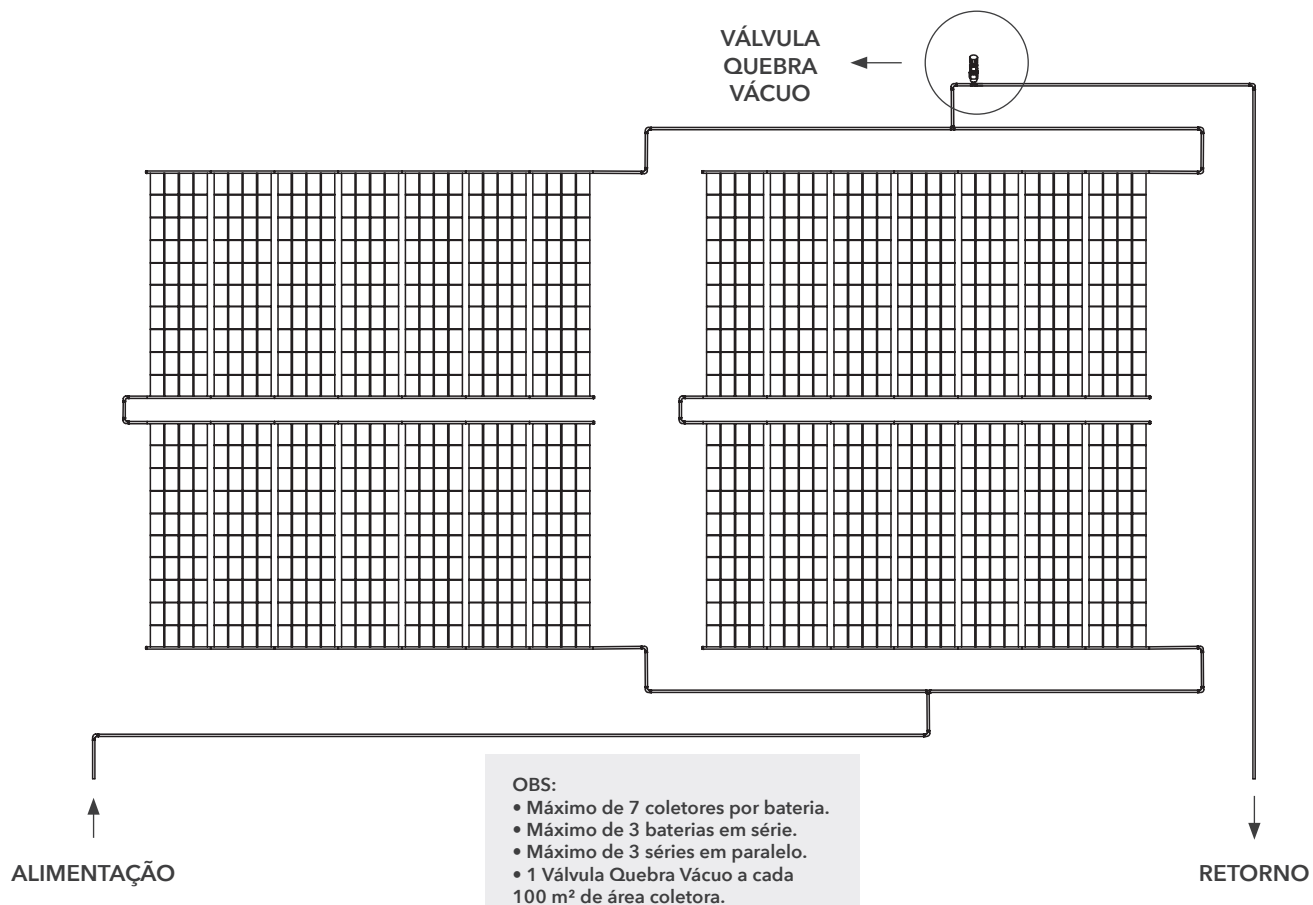 VÁLVULA
QUEBRA
VÁCUO
OBS:
• Máximo de 7 coletores por bateria.
• Máximo de 3 baterias em série.
• Máximo de 3 séries em paralelo.
• 1 Válvula Quebra Vácuo a cada
100 m² de área coletora.
ALIMENTAÇÃO
RETORNO